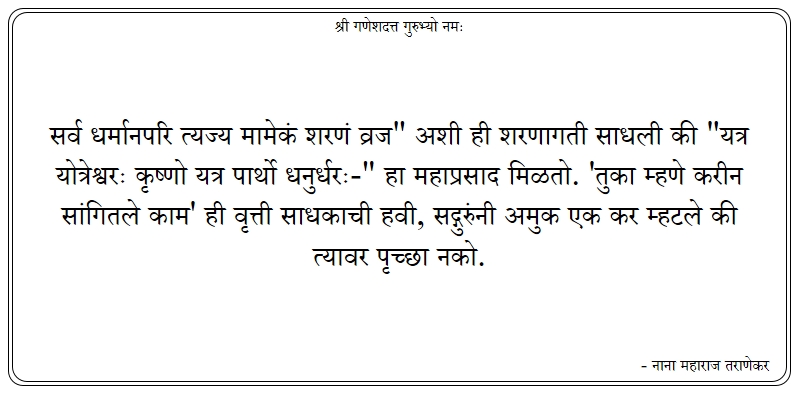 श्री गणेशदत्त गुरुभ्यो नमः
सर्व धर्मानपरि त्यज्य मामेकं शरणं व्रज" अशी ही शरणागती साधली की "यत्र
योत्रेश्वरः कृष्णो यत्र पार्थो धनुर्धरः-" हा महाप्रसाद मिळतो. 'तुका म्हणे करीन
सांगितले काम' ही वृत्ती साधकाची हवी, सद्गुरुंनी अमुक एक कर म्हटले की
त्यावर पृच्छा नको.
- नाना महाराज तराणेकर